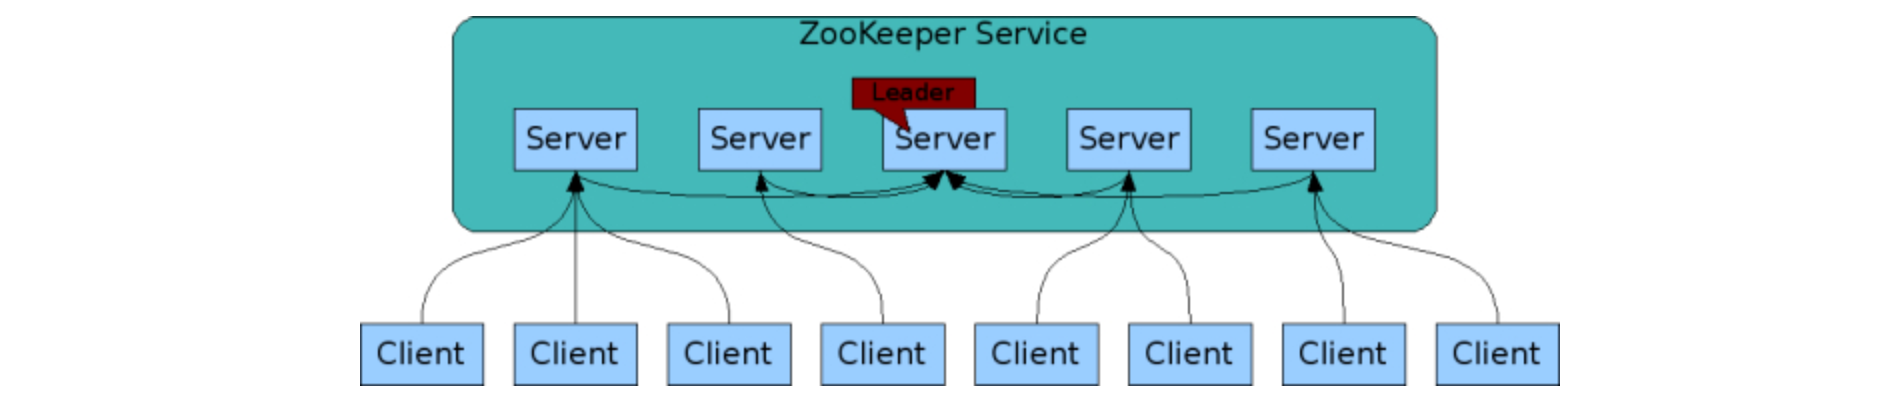 ZooKeeper Service
Leader
Server Server Server Server Server
Client Client Client Client Client Client Client Client